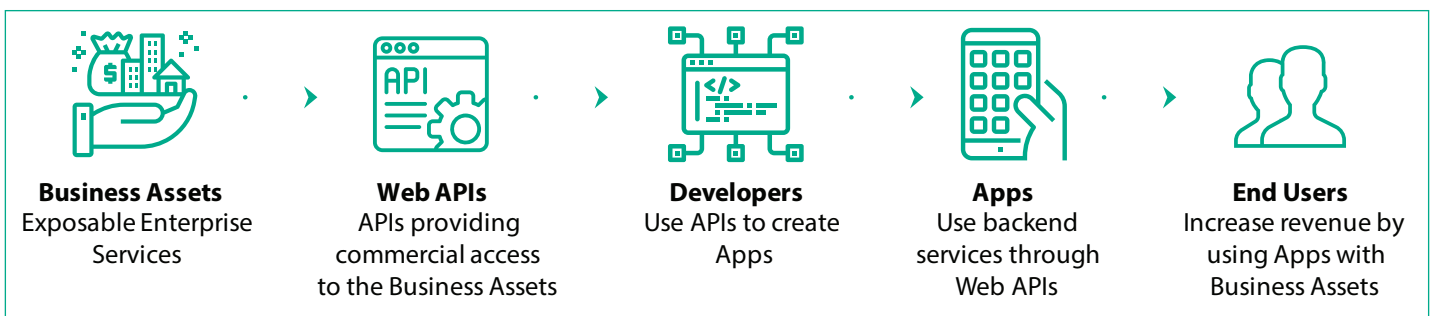 $
API
</>
Business Assets
Exposable Enterprise
Services
Web APIs
APIs providing
commercial access
to the Business Assets
Developers
Use APIs to create
Apps
Apps
Use backend
services through
Web APIs
End Users
Increase revenue by
using Apps with
Business Assets